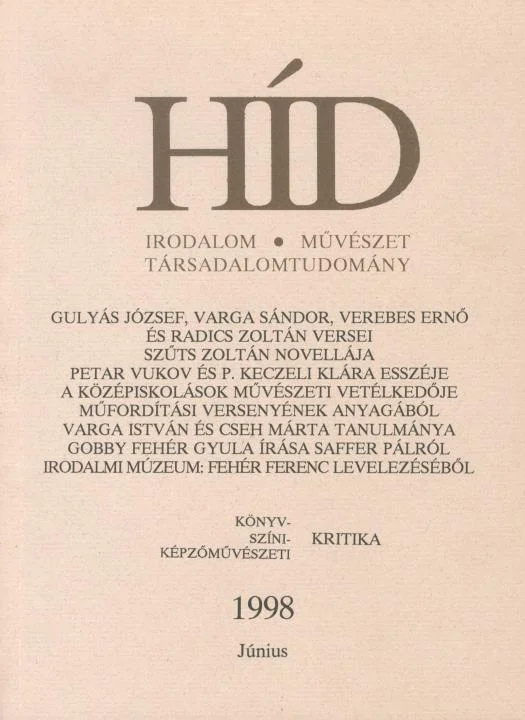 HÍD
IRODALOM • MŰVÉSZET
TÁRSADALOMTUDOMÁNY
GULYÁS JÓZSEF, VARGA SÁNDOR, VEREBES ERNŐ
ÉS RADICS ZOLTÁN VERSEI
SZŰTS ZOLTÁN NOVELLÁJA
PETAR VUKOV ÉS P. KECZELI KLÁRA ESSZÉJE
A KÖZÉPISKOLÁSOK MŰVÉSZETI VETÉLKEDŐJE
MŰFORDÍTÁSI VERSENYÉNEK ANYAGÁBÓL
VARGA ISTVÁN ÉS CSEH MÁRTA TANULMÁNYA
GOBBY FEHÉR GYULA ÍRÁSA SAFFER PÁLRÓL
IRODALMI MÚZEUM: FEHÉR FERENC LEVELEZÉSÉBŐL
KÖNYV-
SZÍNI- KRITIKA
KÉPZŐMŰVÉSZETI
1998
Június